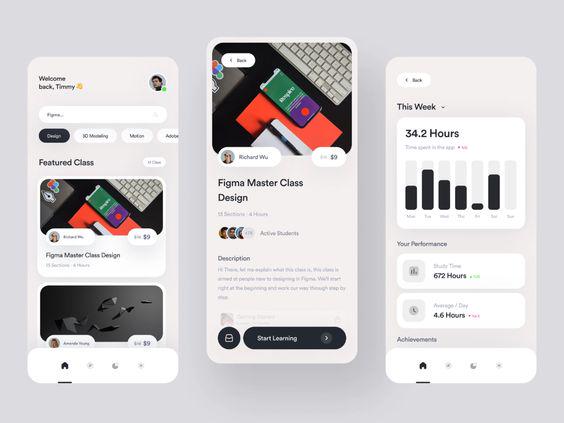 Welcome
back, Timmy 👋
Figma...
Design
3D Modeling
Motion
Adobe
Featured Class
Richard Wu
$9
Figma Master Class Design
13 Sections · 4 Hours
Amanda Young
$9
Back
Respiro
Richard Wu
$9
Figma Master Class
Design
13 Sections · 4 Hours
Active Students
Description
Hi There, let me explain what this class is, this class is
aimed at people new to designing in Figma. We'll start
right at the beginning and work our way through step by
step.
Getting Started
Start Learning
Back
This Week
34.2 Hours
Time spent in the app
Mon
Tue
Wed
Thu
Fri
Sat
Sun
Your Performance
Study Time
672 Hours
Average / Day
4.6 Hours
Achievements